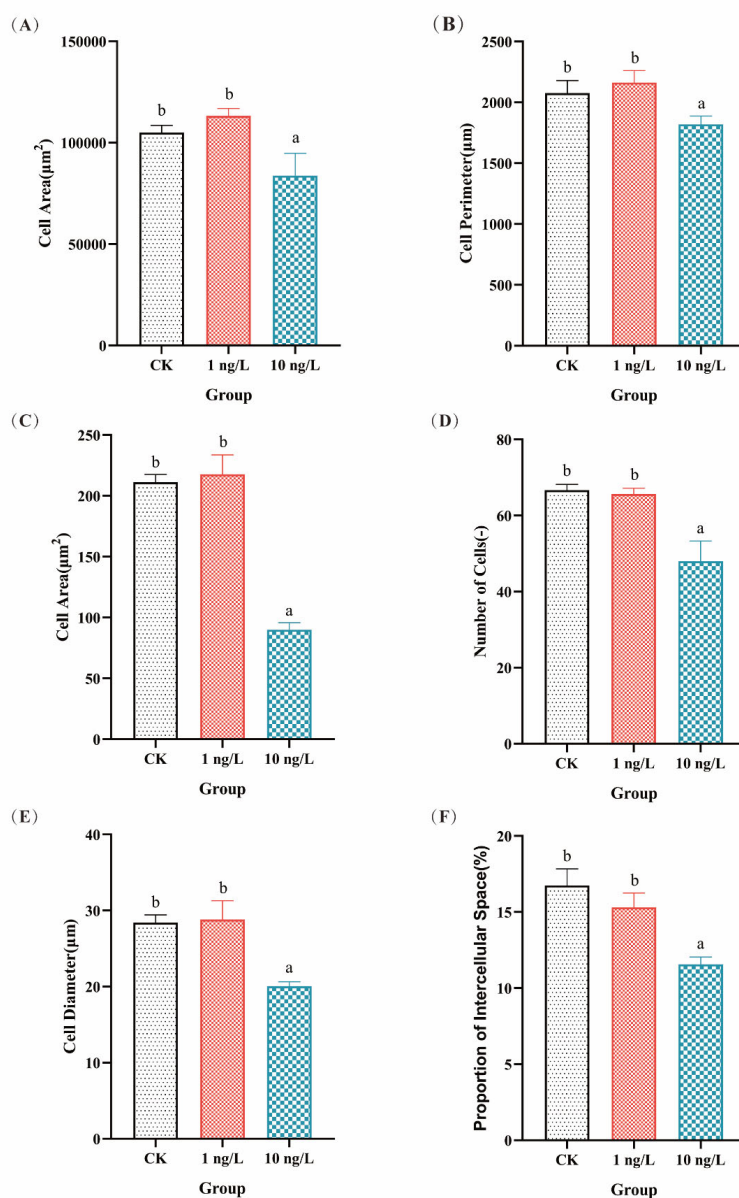 (A)
150000
100000
50000
0
Cell Area(μm²)
b
b
a
CK 1 ng/L 10 ng/L
Group
(B)
2500
2000
1500
1000
500
0
Cell Perimeter(μm)
b
b
a
CK 1 ng/L 10 ng/L
Group
(C)
250
200
150
100
50
0
Cell Area(μm²)
b
b
a
CK 1 ng/L 10 ng/L
Group
(D)
80
60
40
20
0
Number of Cells(-)
b
b
a
CK 1 ng/L 10 ng/L
Group
(E)
40
30
20
10
0
Cell Diameter(μm)
b
b
a
CK 1 ng/L 10 ng/L
Group
(F)
20
15
10
5
0
Proportion of Intercellular Space(%)
b
b
a
CK 1 ng/L 10 ng/L
Group